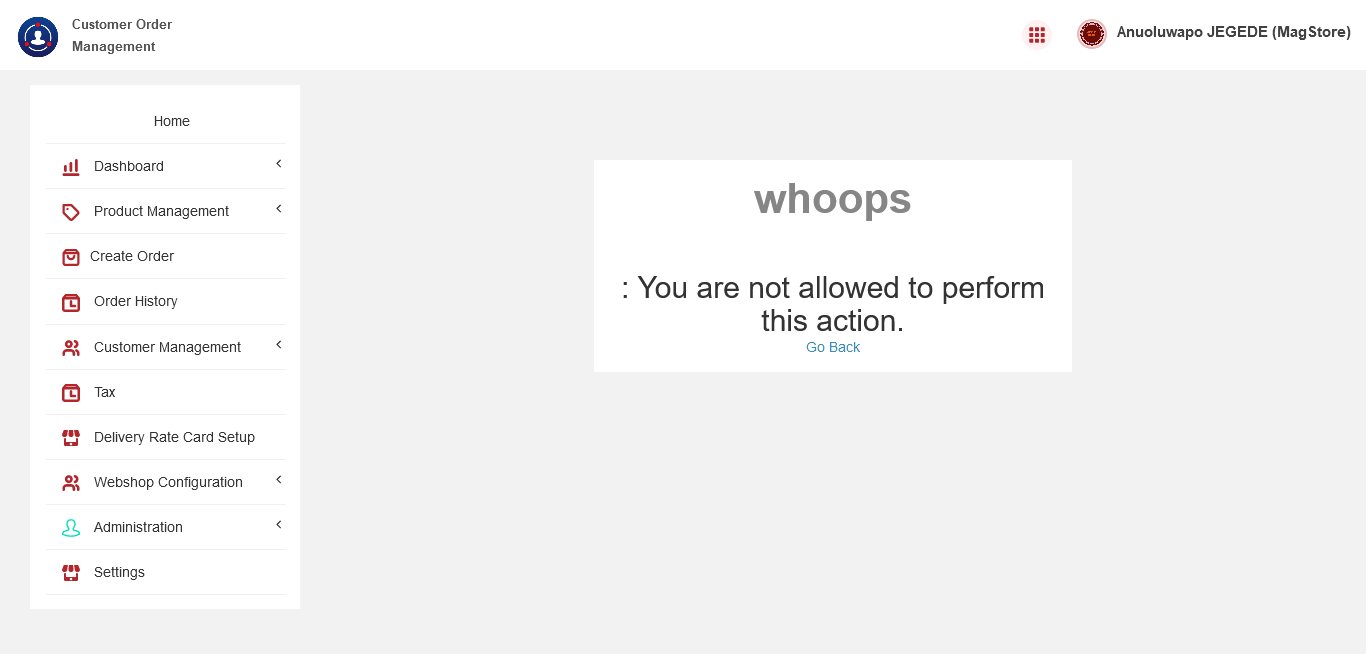 Customer Order
Management
Anuoluwapo JEGEDE (MagStore)
Home
Dashboard
Product Management
Create Order
Order History
Customer Management
Tax
Delivery Rate Card Setup
Webshop Configuration
Administration
Settings
whoops
: You are not allowed to perform
this action.
Go Back